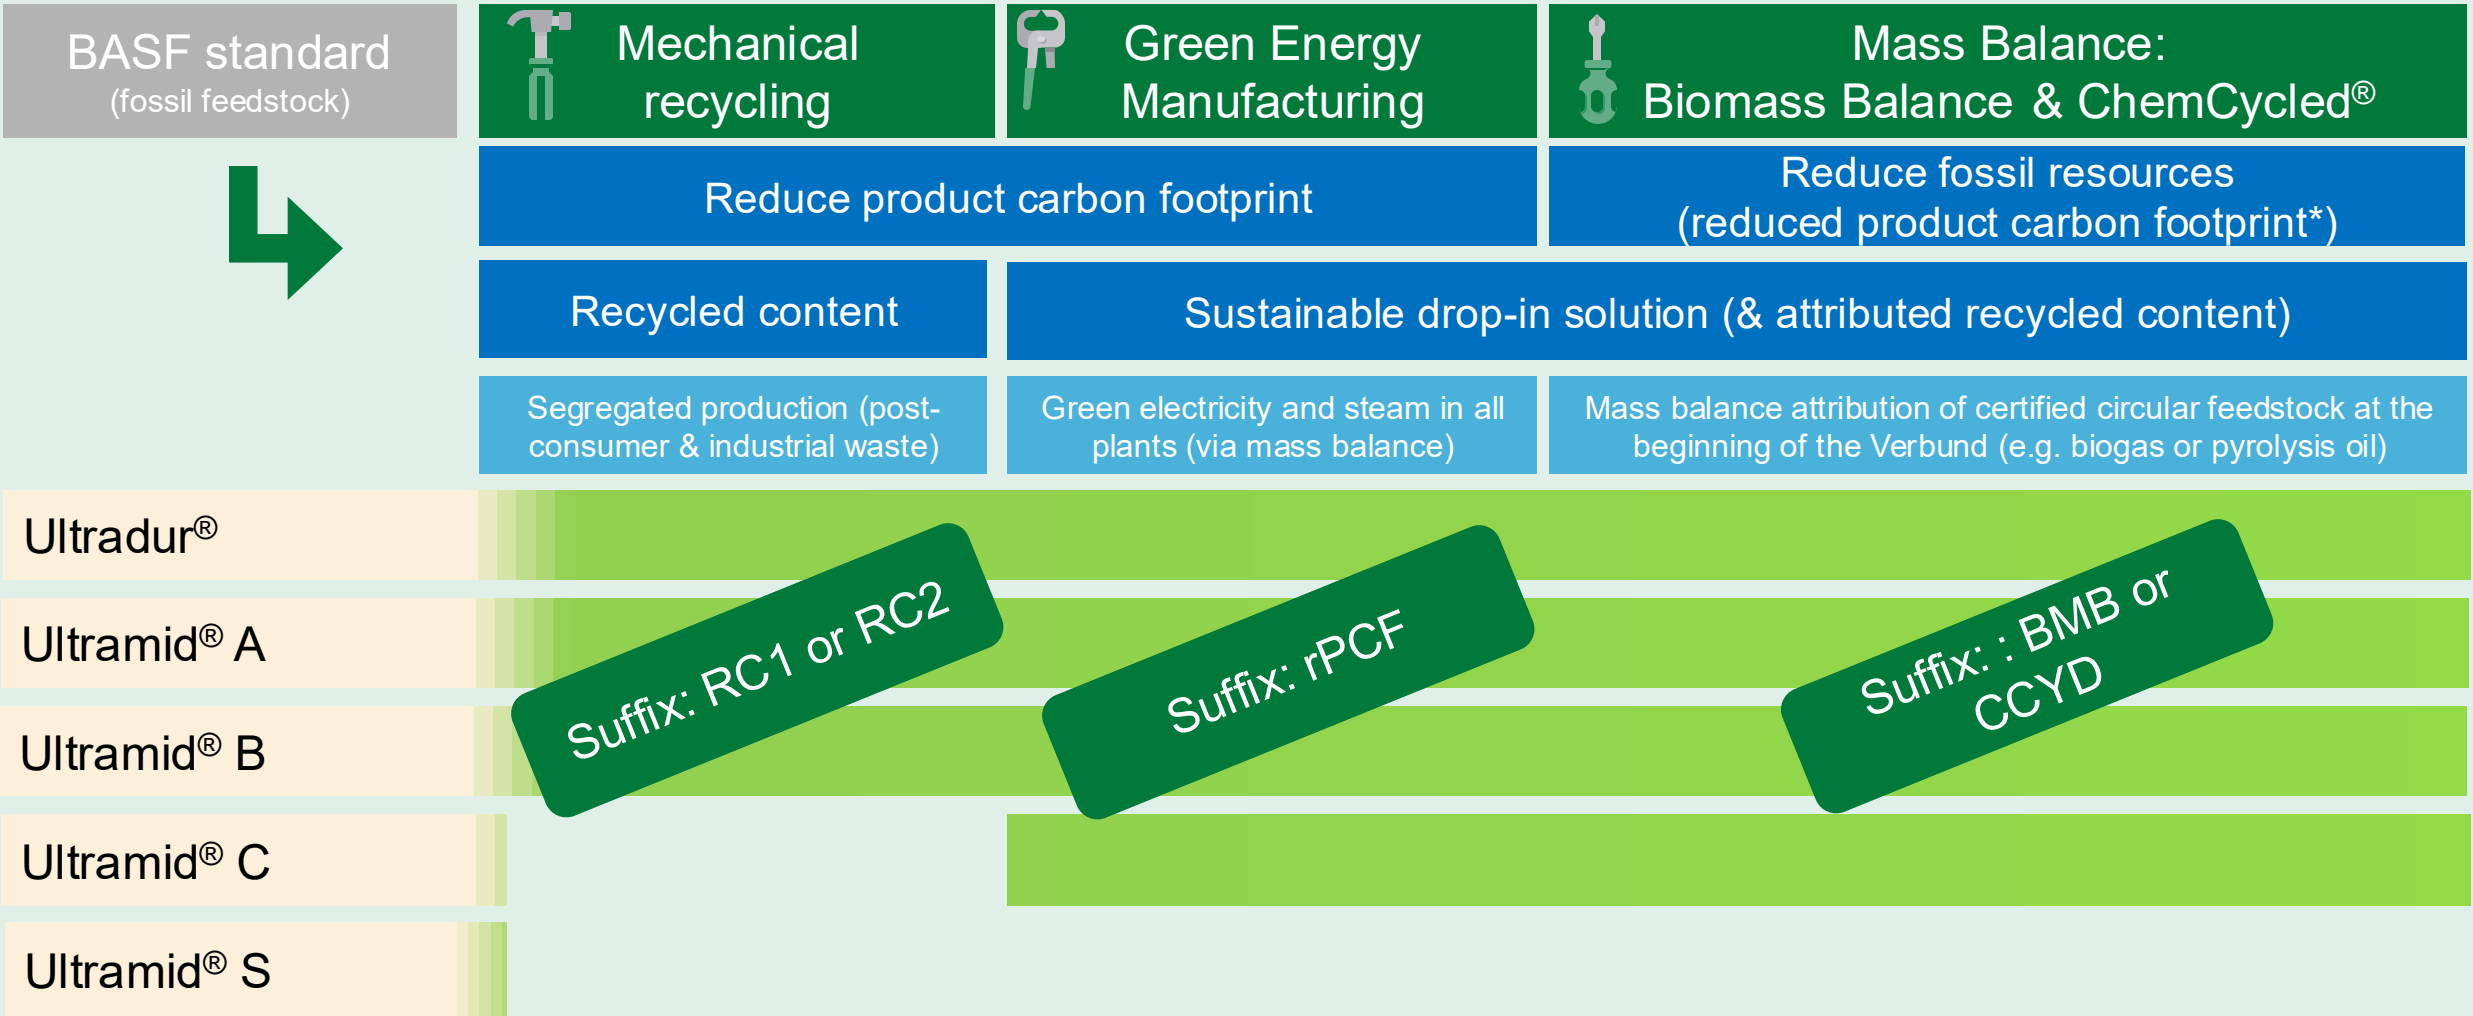 BASF standard
(fossil feedstock)
Mechanical
recycling
Green Energy
Manufacturing
Mass Balance:
Biomass Balance & ChemCycled®
Reduce product carbon footprint
Reduce fossil resources
(reduced product carbon footprint*)
Recycled content
Sustainable drop-in solution (& attributed recycled content)
Segregated production (post-
consumer & industrial waste)
Green electricity and steam in all
plants (via mass balance)
Mass balance attribution of certified circular feedstock at the
beginning of the Verbund (e.g. biogas or pyrolysis oil)
Ultradur®
Ultramid® A
Ultramid® B
Ultramid® C
Ultramid® S
Suffix: RC1 or RC2
Suffix: rPCF
Suffix: : BMB or
CCYD